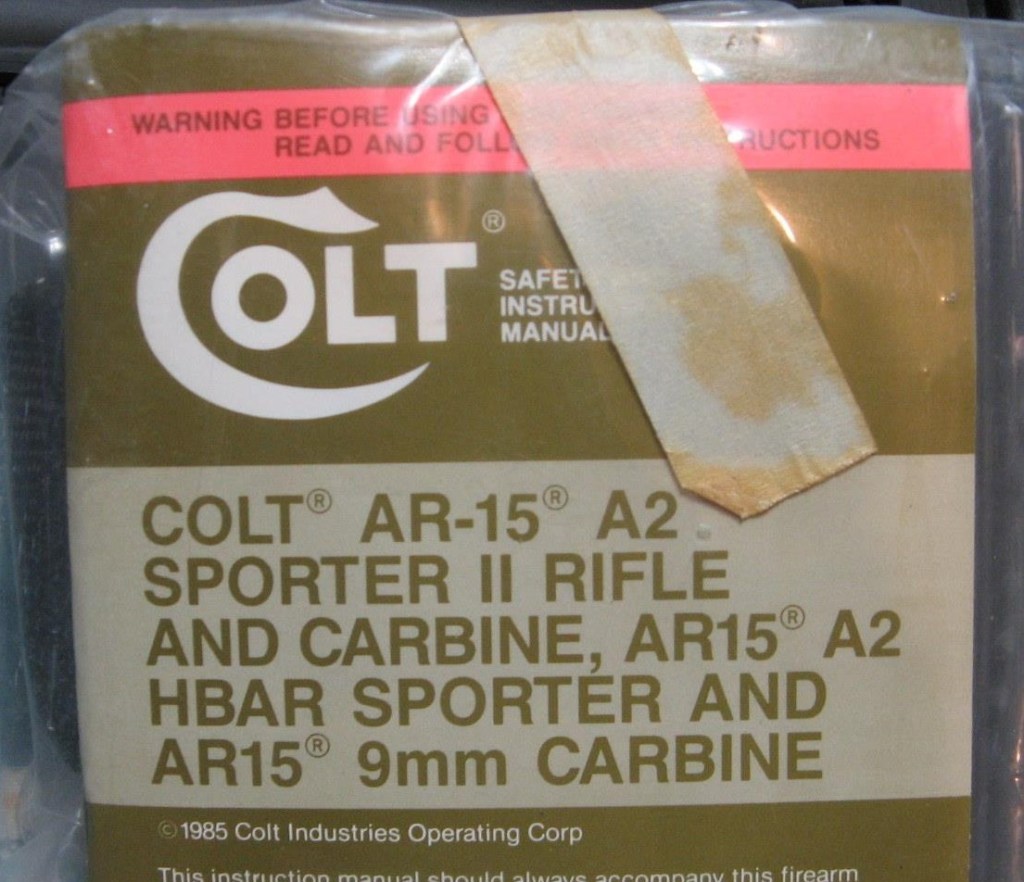 WARNING BEFORE USING
READ AND RUCTIONS
COLT®
SAFET
INSTRU
MANUAL
COLT® AR-15® A2
SPORTER II RIFLE
AND CARBINE, AR15® A2
HBAR SPORTER AND
AR15® 9mm CARBINE
©1985 Colt Industries Operating Corp
This instruction manual should always accompany this firearm